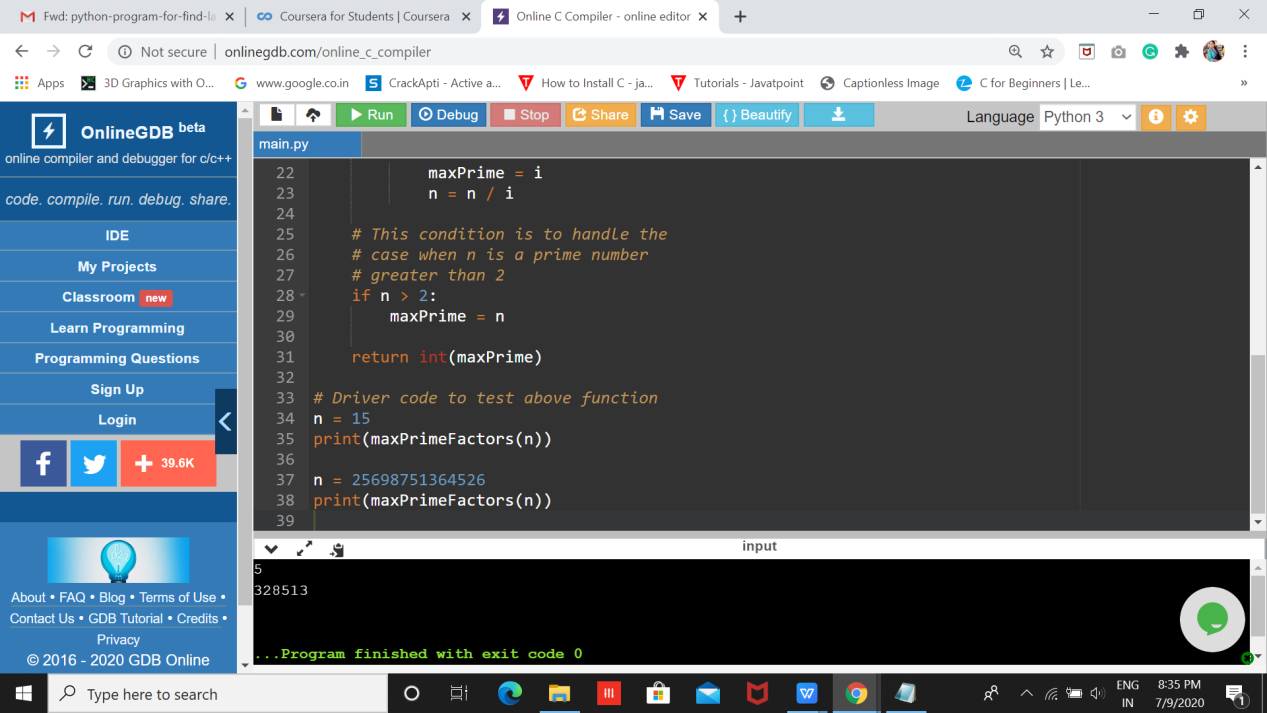 Fwd: python-program-for-find-la
Coursera for Students | Coursera
Online C Compiler - online editor
Not secure | onlinegdb.com/online_c_compiler
Apps
3D Graphics with O...
www.google.co.in
CrackApti - Active a...
How to Install C - ja...
Tutorials - Javatpoint
Captionless Image
C for Beginners | Le...
»
OnlineGDB beta
online compiler and debugger for c/c++
code. compile. run. debug. share.
IDE
My Projects
Classroom new
Learn Programming
Programming Questions
Sign Up
Login
39.6K
About • FAQ • Blog • Terms of Use •
Contact Us • GDB Tutorial • Credits •
Privacy
© 2016 - 2020 GDB Online
Run
Debug
Stop
Share
Save
{ } Beautify
Language Python 3
main.py
22 maxPrime = i
23 n = n / i
24
25 # This condition is to handle the
26 # case when n is a prime number
27 # greater than 2
28 if n > 2:
29 maxPrime = n
30
31 return int(maxPrime)
32
33 # Driver code to test above function
34 n = 15
35 print(maxPrimeFactors(n))
36
37 n = 25698751364526
38 print(maxPrimeFactors(n))
39
input
5
328513
...Program finished with exit code 0
Type here to search
ENG
IN
8:35 PM
7/9/2020
1